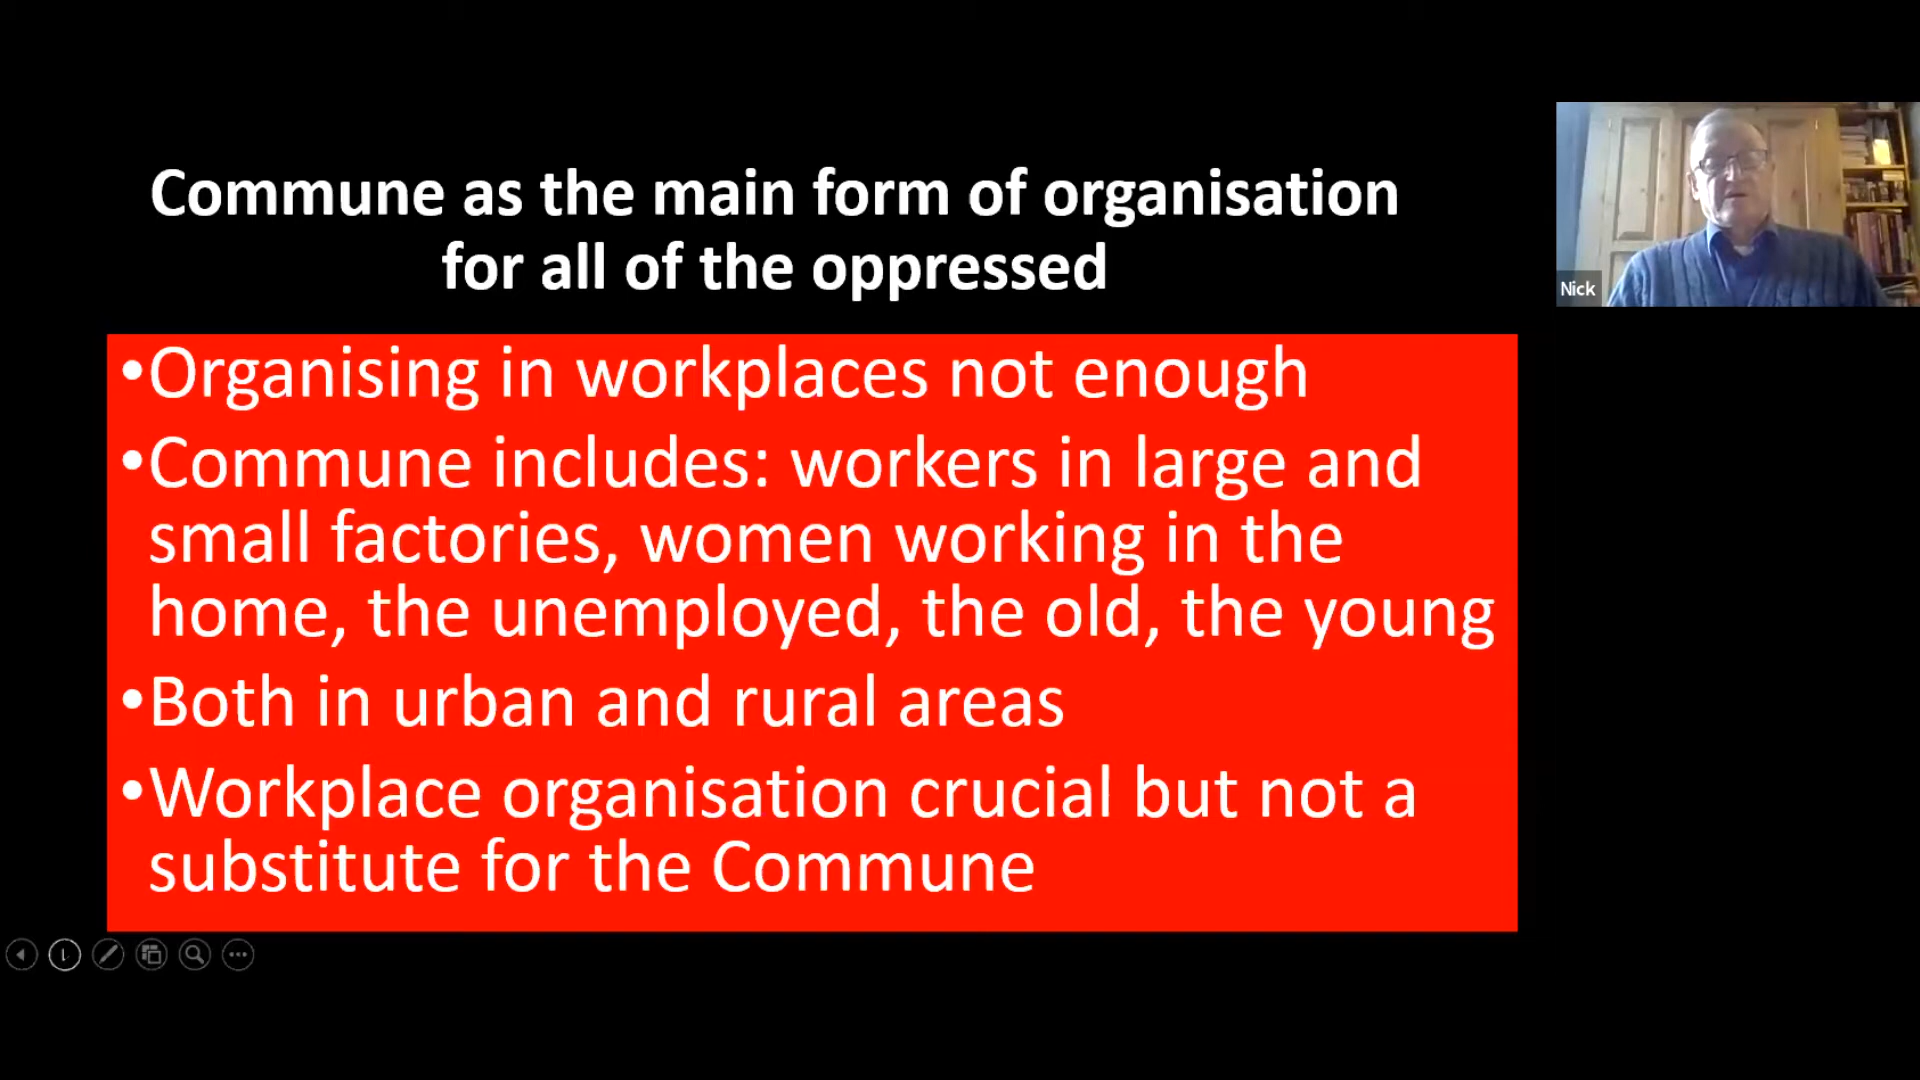 Commune as the main form of organisation
for all of the oppressed
•Organising in workplaces not enough
•Commune includes: workers in large and
small factories, women working in the
home, the unemployed, the old, the young
•Both in urban and rural areas
•Workplace organisation crucial but not a
substitute for the Commune
Nick